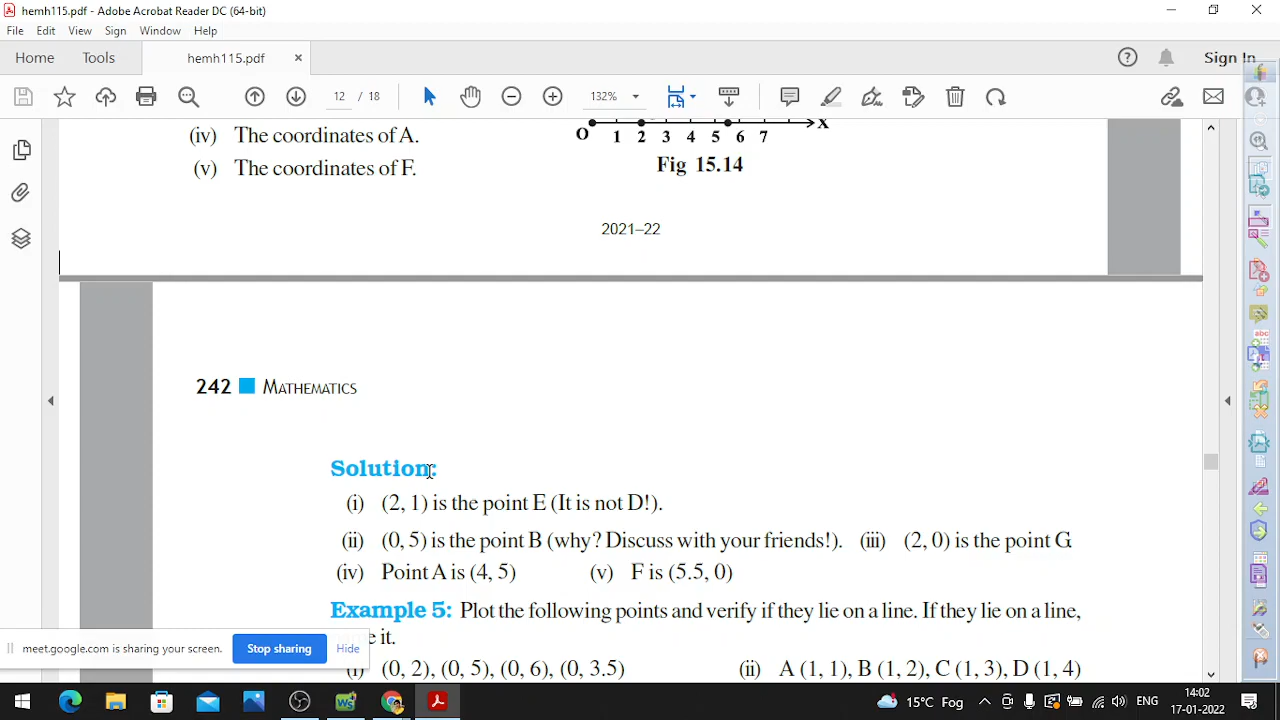 hemh115.pdf - Adobe Acrobat Reader DC (64-bit)
File Edit View Sign Window Help
Home Tools hemh115.pdf × Sign In
12 / 18 132%
(iv) The coordinates of A.
(v) The coordinates of F.
O 1 2 3 4 5 6 7 X
Fig 15.14
2021–22
242 MATHEMATICS
Solution:
(i) (2, 1) is the point E (It is not D!).
(ii) (0, 5) is the point B (why? Discuss with your friends!). (iii) (2, 0) is the point G
(iv) Point A is (4, 5) (v) F is (5.5, 0)
Example 5: Plot the following points and verify if they lie on a line. If they lie on a line,
e it.
meet.google.com is sharing your screen. Stop sharing Hide
(i) (0, 2), (0, 5), (0, 6), (0, 3.5) (ii) A (1, 1), B (1, 2), C (1, 3), D (1, 4)
15°C Fog ENG 14:02
17-01-2022